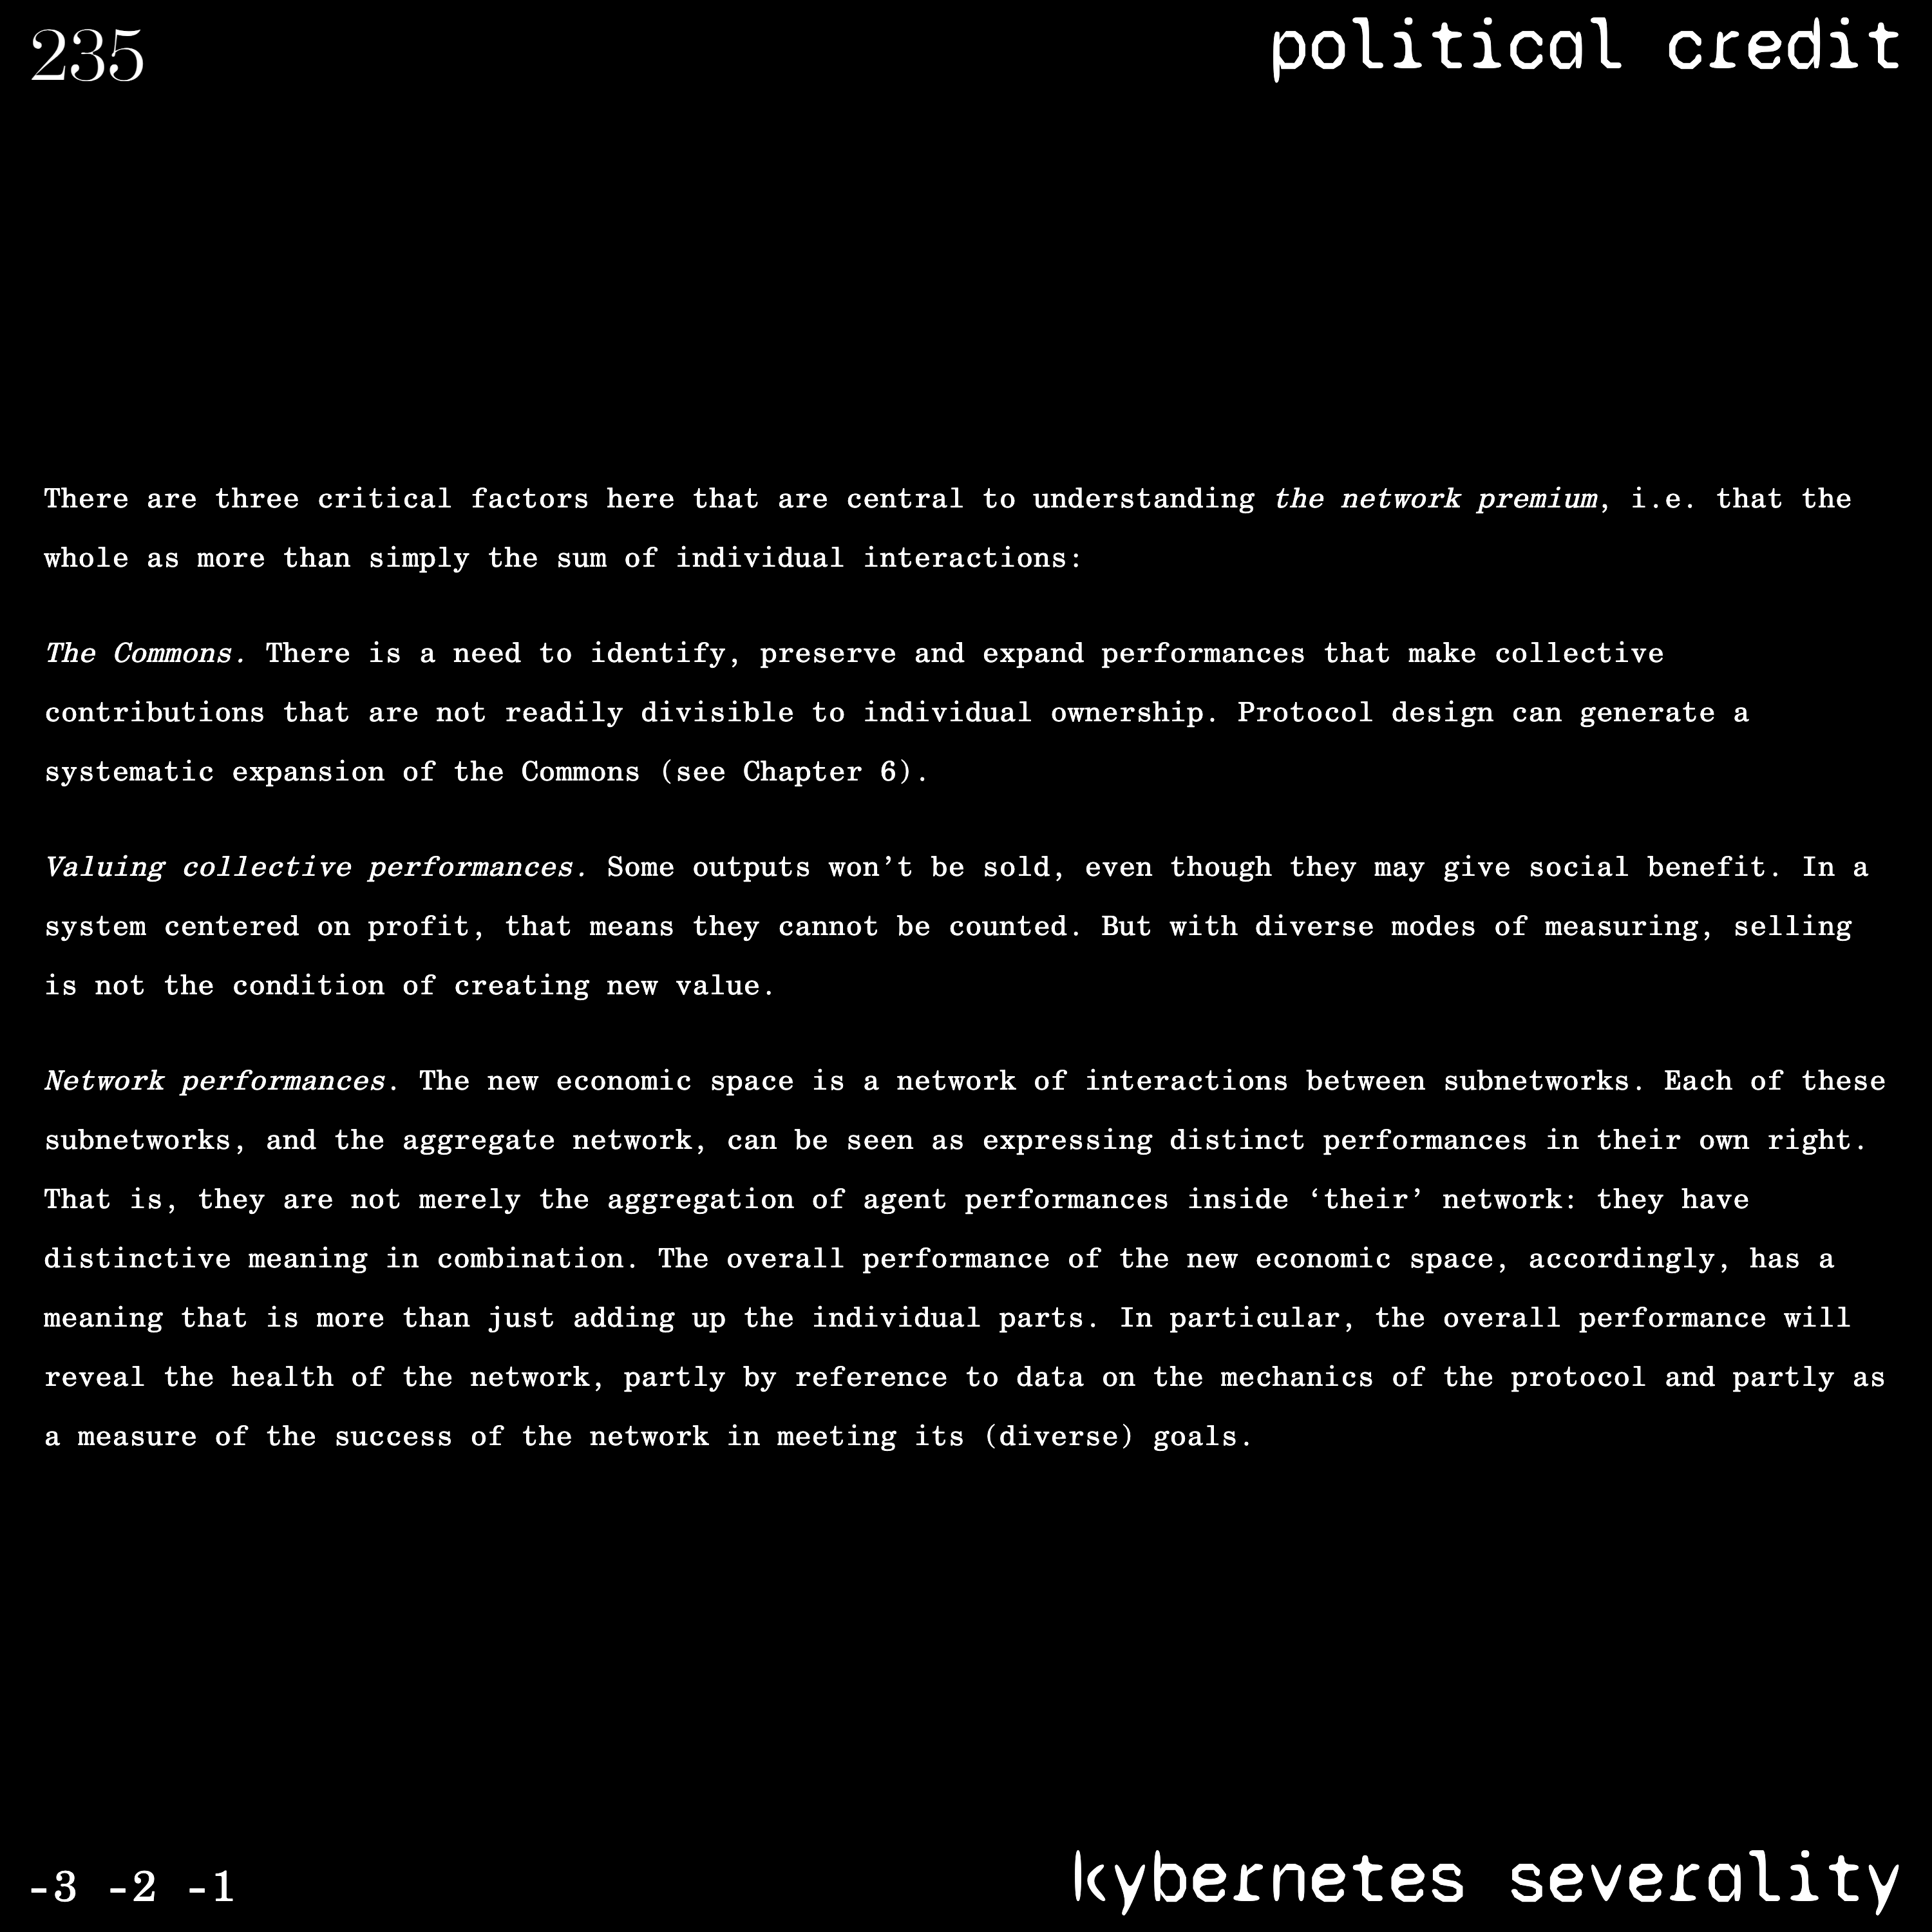 235
political credit
There are three critical factors here that are central to understanding the network premium, i.e. that the
whole as more than simply the sum of individual interactions:
The Commons. There is a need to identify, preserve and expand performances that make collective
contributions that are not readily divisible to individual ownership. Protocol design can generate a
systematic expansion of the Commons (see Chapter 6).
Valuing collective performances. Some outputs won’t be sold, even though they may give social benefit. In a
system centered on profit, that means they cannot be counted. But with diverse modes of measuring, selling
is not the condition of creating new value.
Network performances. The new economic space is a network of interactions between subnetworks. Each of these
subnetworks, and the aggregate network, can be seen as expressing distinct performances in their own right.
That is, they are not merely the aggregation of agent performances inside ‘their’ network: they have
distinctive meaning in combination. The overall performance of the new economic space, accordingly, has a
meaning that is more than just adding up the individual parts. In particular, the overall performance will
reveal the health of the network, partly by reference to data on the mechanics of the protocol and partly as
a measure of the success of the network in meeting its (diverse) goals.
-3 -2 -1
kybernetes severality